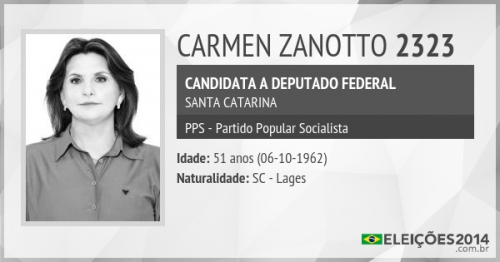 CARMEN ZANOTTO 2323
CANDIDATA A DEPUTADO FEDERAL
SANTA CATARINA
PPS - Partido Popular Socialista
Idade: 51 anos (06-10-1962)
Naturalidade: SC - Lages
ELEIÇÕES2014
.com.br